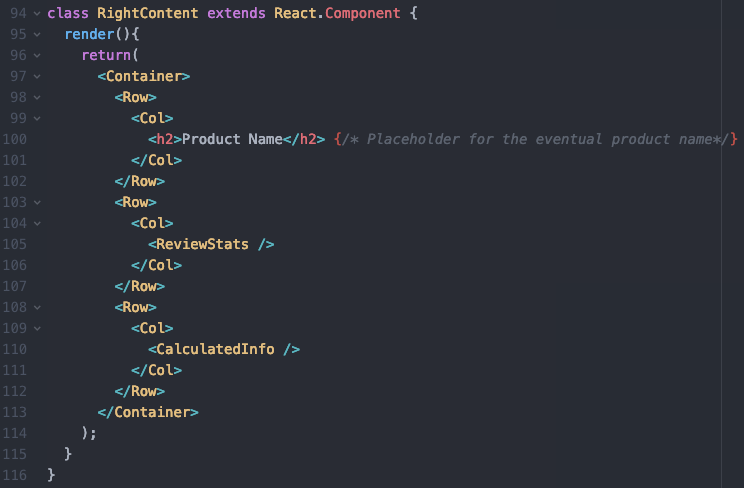 94 class RightContent extends React.Component {
95   render(){
96     return(
97       <Container>
98         <Row>
99           <Col>
100             <h2>Product Name</h2> {/* Placeholder for the eventual product name*/}
101           </Col>
102         </Row>
103         <Row>
104           <Col>
105             <ReviewStats />
106           </Col>
107         </Row>
108         <Row>
109           <Col>
110             <CalculatedInfo />
111           </Col>
112         </Row>
113       </Container>
114     );
115   }
116 }